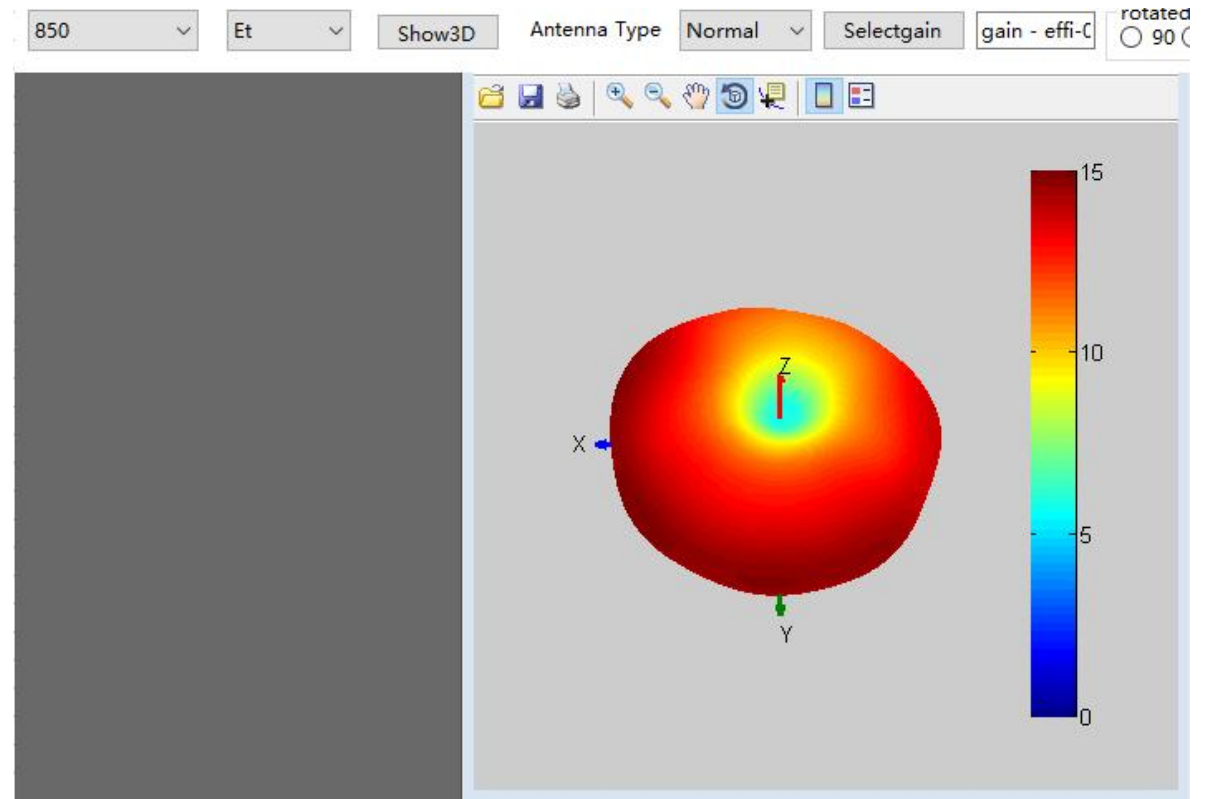 850 Et Show3D Antenna Type Normal Selectgain gain - effi-
rotated
90
15
10
5
0
Z
X
Y